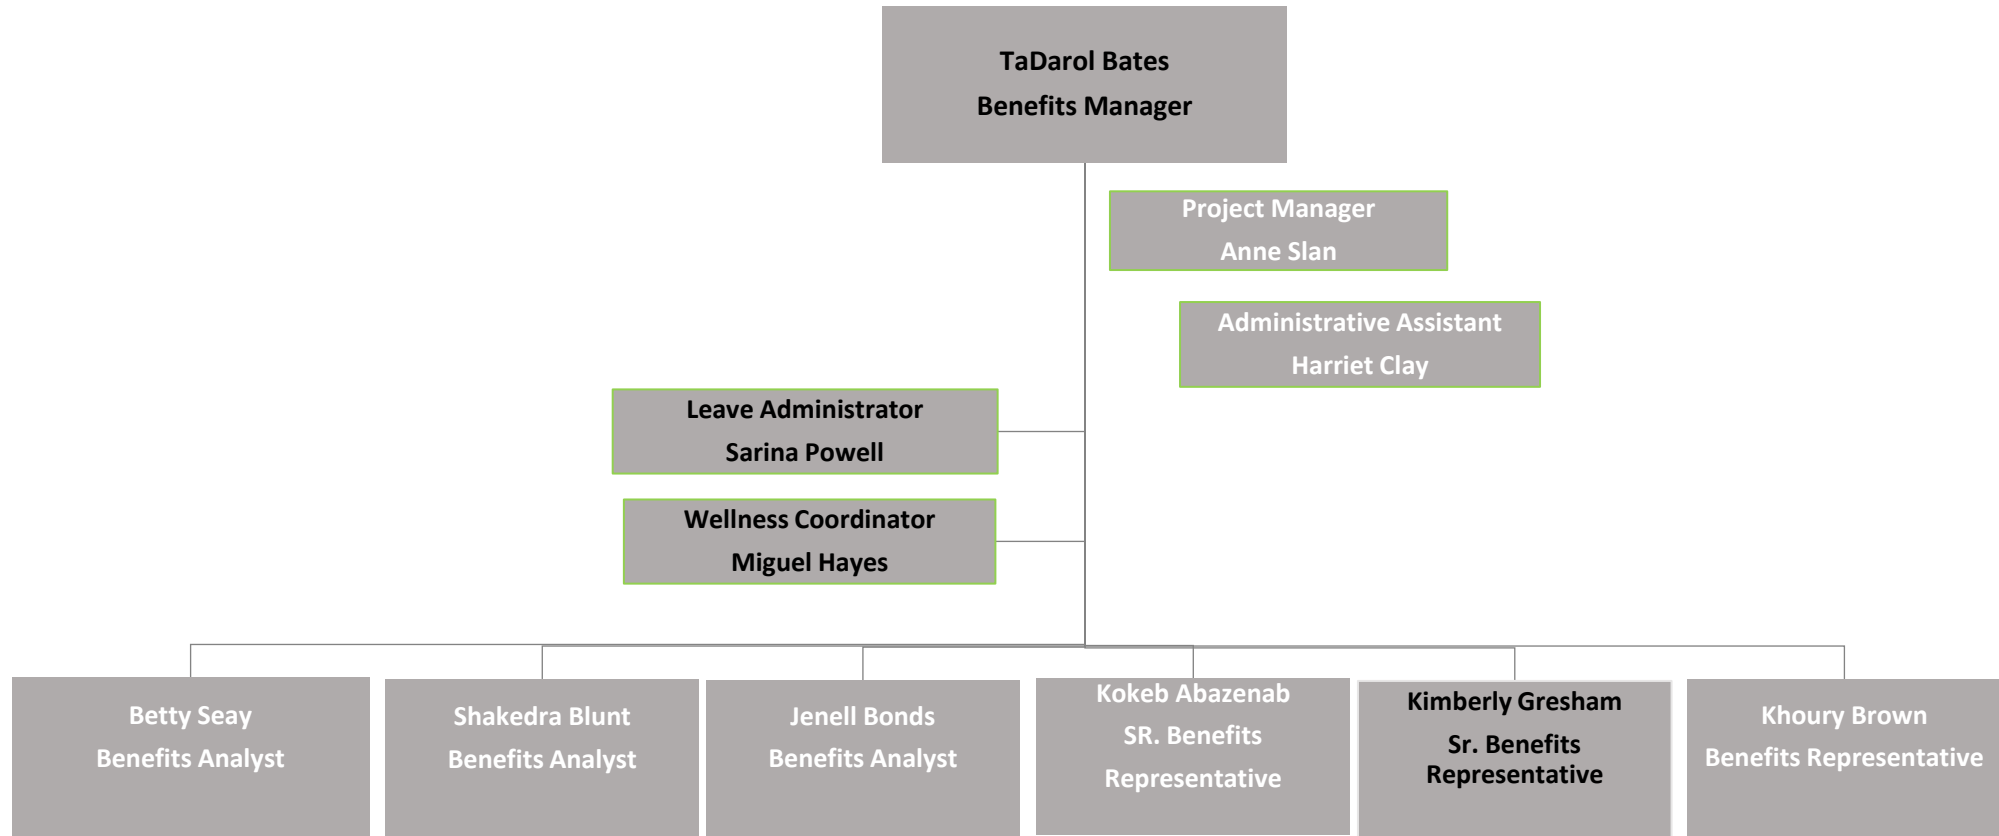 TaDarol Bates
Benefits Manager
Project Manager
Anne Slan
Administrative Assistant
Harriet Clay
Leave Administrator
Sarina Powell
Wellness Coordinator
Miguel Hayes
Betty Seay
Benefits Analyst
Shakedra Blunt
Benefits Analyst
Jenell Bonds
Benefits Analyst
Kokeb Abazenab
SR. Benefits
Representative
Kimberly Gresham
Sr. Benefits
Representative
Khoury Brown
Benefits Representative